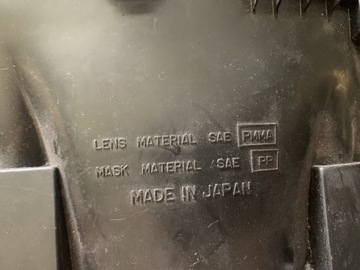 LENS MATERIAL SAE PMMA
MASK MATERIAL SAE PP
MADE IN JAPAN